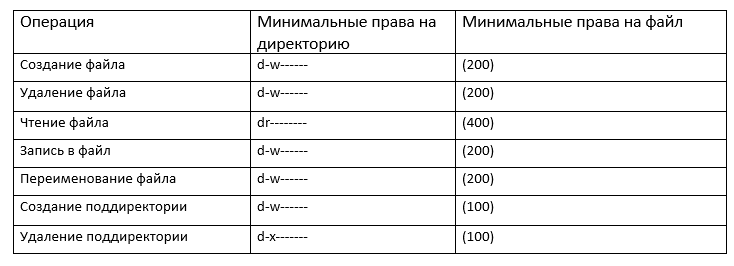 Операция Минимальные права на директорию Минимальные права на файл
Создание файла d-w------ (200)
Удаление файла d-w------ (200)
Чтение файла dr-------- (400)
Запись в файл d-w------ (200)
Переименование файла d-w------ (200)
Создание поддиректории d-w------ (100)
Удаление поддиректории d-x------- (100)